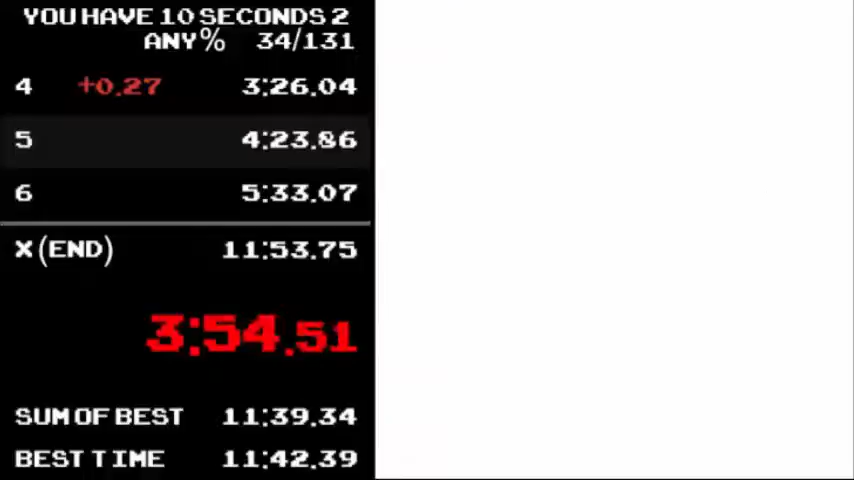 YOU HAVE 10 SECONDS 2
ANY% 34/131
4 +0.27 3:26.04
5 4:23.86
6 5:33.07
X (END) 11:53.75
3:54.51
SUM OF BEST 11:39.34
BEST TIME 11:42.39